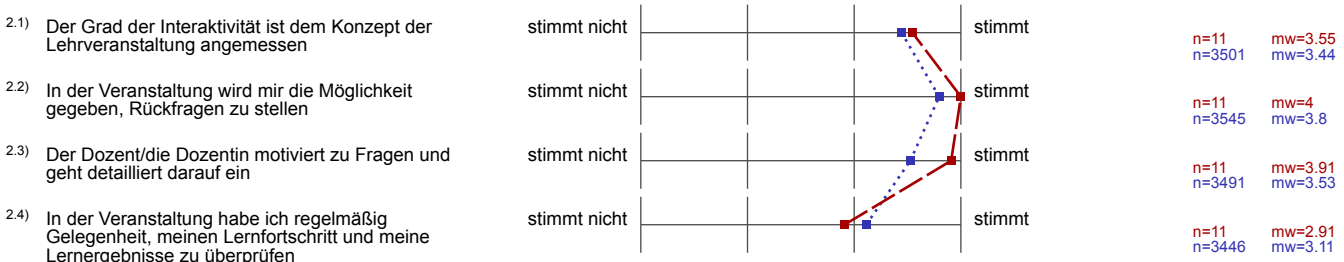 2.1) Der Grad der Interaktivität ist dem Konzept der
Lehrveranstaltung angemessen
stimmt nicht
stimmt
n=11 mw=3.55
n=3501 mw=3.44
2.2) In der Veranstaltung wird mir die Möglichkeit
gegeben, Rückfragen zu stellen
stimmt nicht
stimmt
n=11 mw=4
n=3545 mw=3.8
2.3) Der Dozent/die Dozentin motiviert zu Fragen und
geht detailliert darauf ein
stimmt nicht
stimmt
n=11 mw=3.91
n=3491 mw=3.53
2.4) In der Veranstaltung habe ich regelmäßig
Gelegenheit, meinen Lernfortschritt und meine
Lernergebnisse zu überprüfen
stimmt nicht
stimmt
n=11 mw=2.91
n=3446 mw=3.11